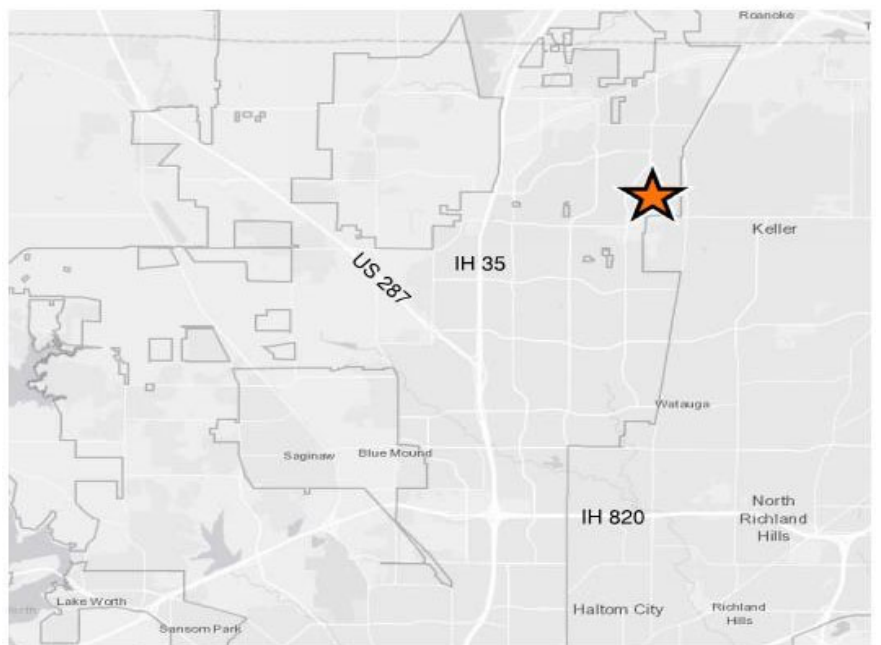 Roanoke
Keller
IH 35
US 287
Watauga
Saginaw
Blue Mound
North
Richland
Hills
IH 820
Lake Worth
Haltom City
Richland
Hills
Sansom Park